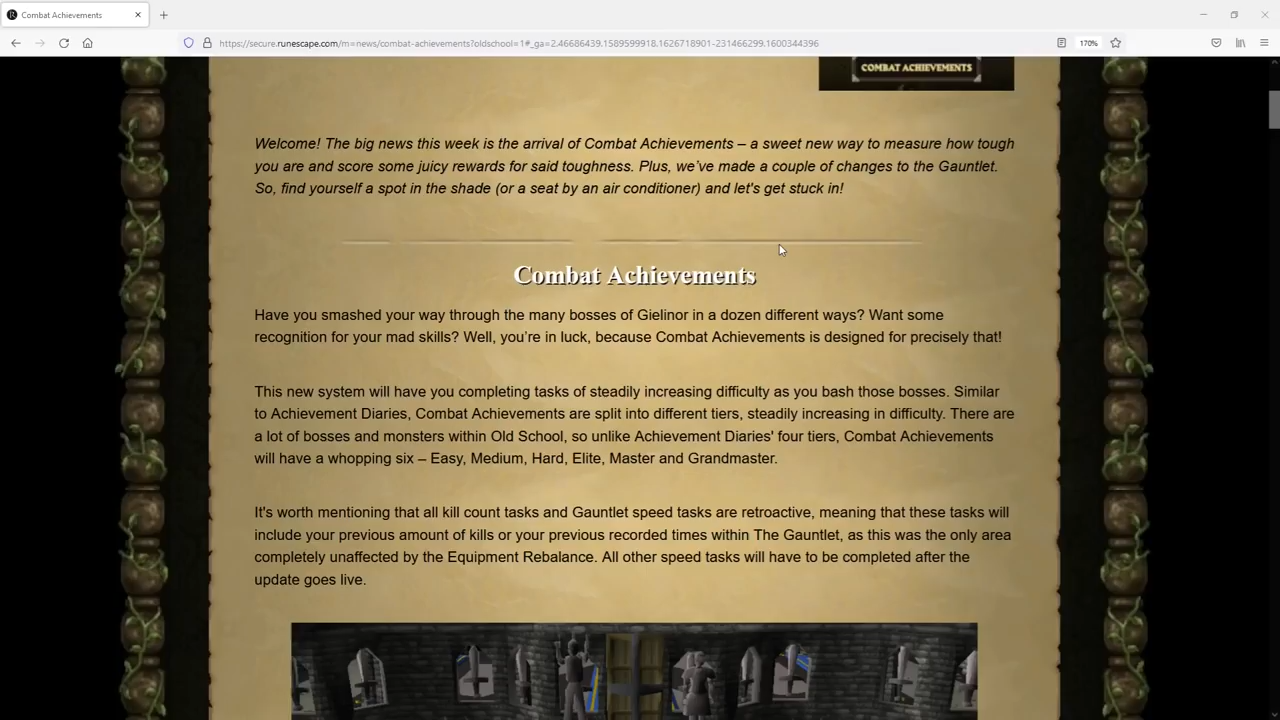 Combat Achievements
https://secure.runescape.com/m=news/combat-achievements?oldschool=1#_ga=2.46686439.1589599918.1626718901-231466299.1600344396
170%
COMBAT ACHIEVEMENTS
Welcome! The big news this week is the arrival of Combat Achievements – a sweet new way to measure how tough
you are and score some juicy rewards for said toughness. Plus, we’ve made a couple of changes to the Gauntlet.
So, find yourself a spot in the shade (or a seat by an air conditioner) and let's get stuck in!
Combat Achievements
Have you smashed your way through the many bosses of Gielinor in a dozen different ways? Want some
recognition for your mad skills? Well, you’re in luck, because Combat Achievements is designed for precisely that!
This new system will have you completing tasks of steadily increasing difficulty as you bash those bosses. Similar
to Achievement Diaries, Combat Achievements are split into different tiers, steadily increasing in difficulty. There are
a lot of bosses and monsters within Old School, so unlike Achievement Diaries' four tiers, Combat Achievements
will have a whopping six – Easy, Medium, Hard, Elite, Master and Grandmaster.
It's worth mentioning that all kill count tasks and Gauntlet speed tasks are retroactive, meaning that these tasks will
include your previous amount of kills or your previous recorded times within The Gauntlet, as this was the only area
completely unaffected by the Equipment Rebalance. All other speed tasks will have to be completed after the
update goes live.